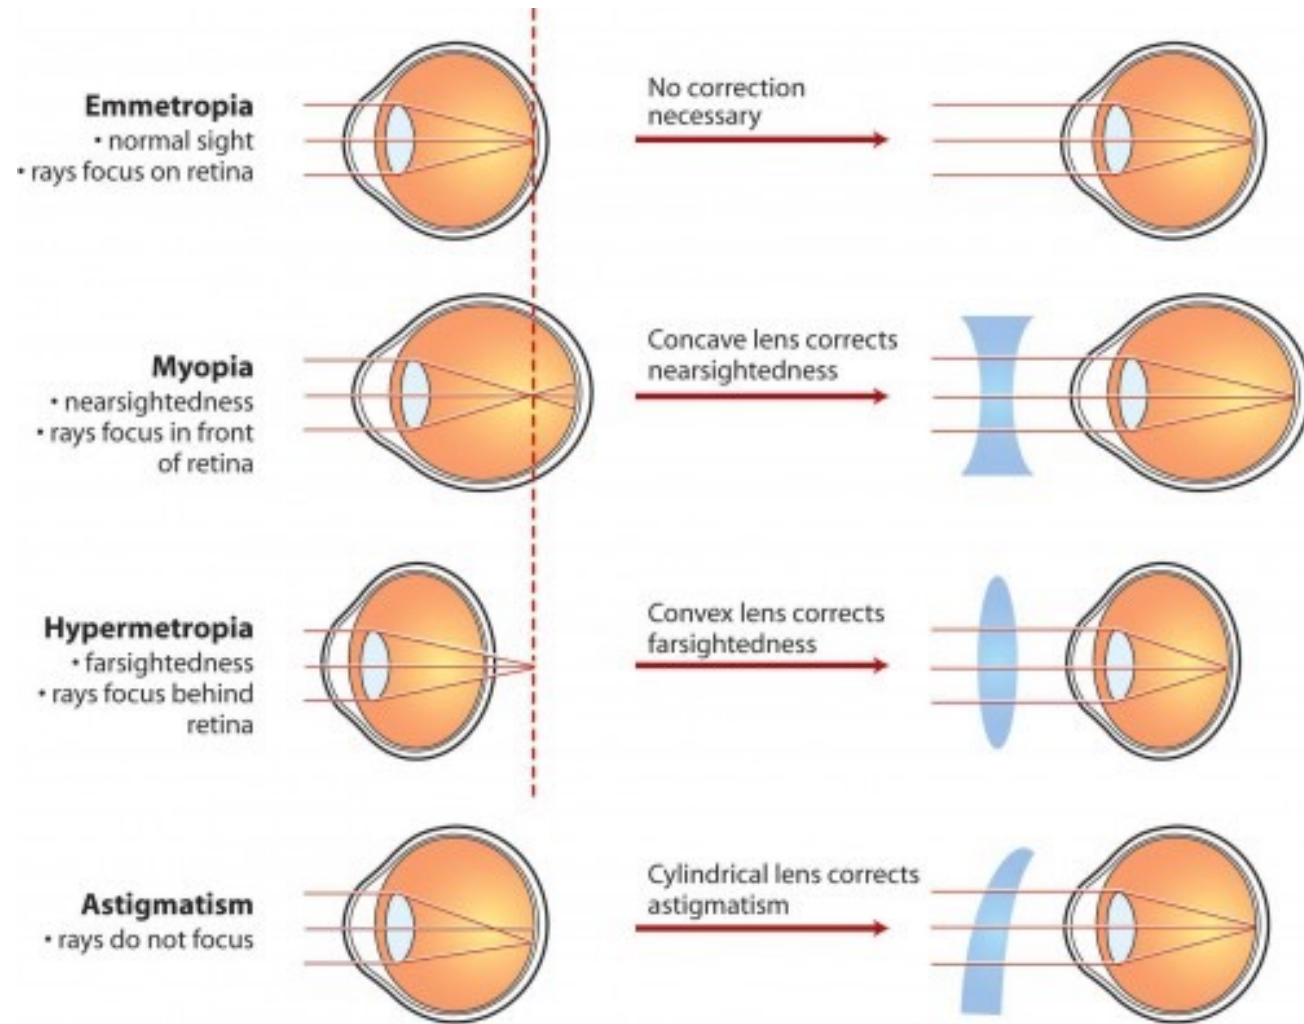 Emmetropia
• normal sight
• rays focus on retina
No correction
necessary
Myopia
• nearsightedness
• rays focus in front
of retina
Concave lens corrects
nearsightedness
Hypermetropia
• farsightedness
• rays focus behind
retina
Convex lens corrects
farsightedness
Astigmatism
• rays do not focus
Cylindrical lens corrects
astigmatism